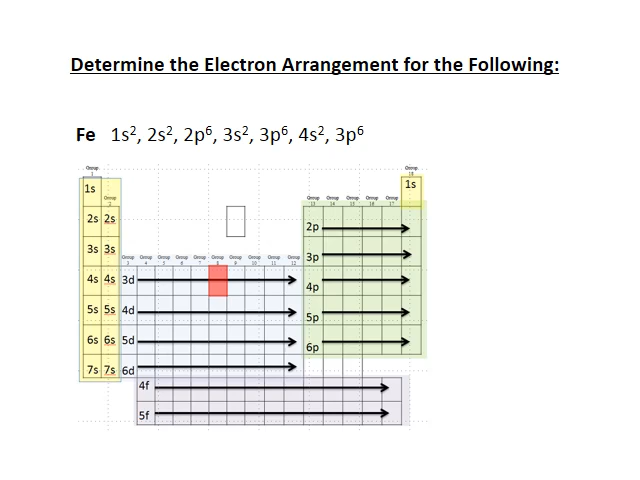 Determine the Electron Arrangement for the Following:
Fe 1s², 2s², 2p⁶, 3s², 3p⁶, 4s², 3p⁶
Group
1
Group
18
1s
1s
Group
2
Group Group Group Group Group
13 14 15 16 17
2s 2s
2p
3s 3s
Group Group Group Group Group Group Group Group Group Group
3 4 5 6 7 8 9 10 11 12
3p
4s 4s 3d
4p
5s 5s 4d
5p
6s 6s 5d
6p
7s 7s 6d
4f
5f